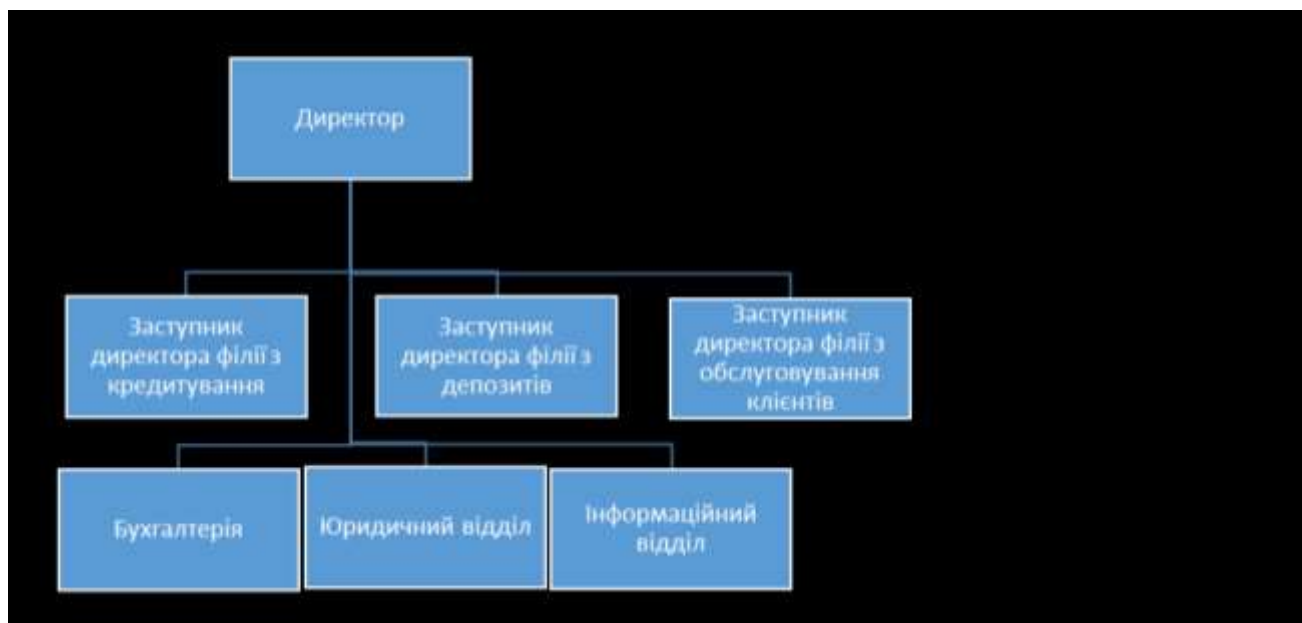 Директор
Заступник
директора філії з
кредитування
Заступник
директора філії з
депозитів
Заступник
директора філії з
обслуговування
клієнтів
Бухгалтерія
Юридичний відділ
Інформаційний
відділ